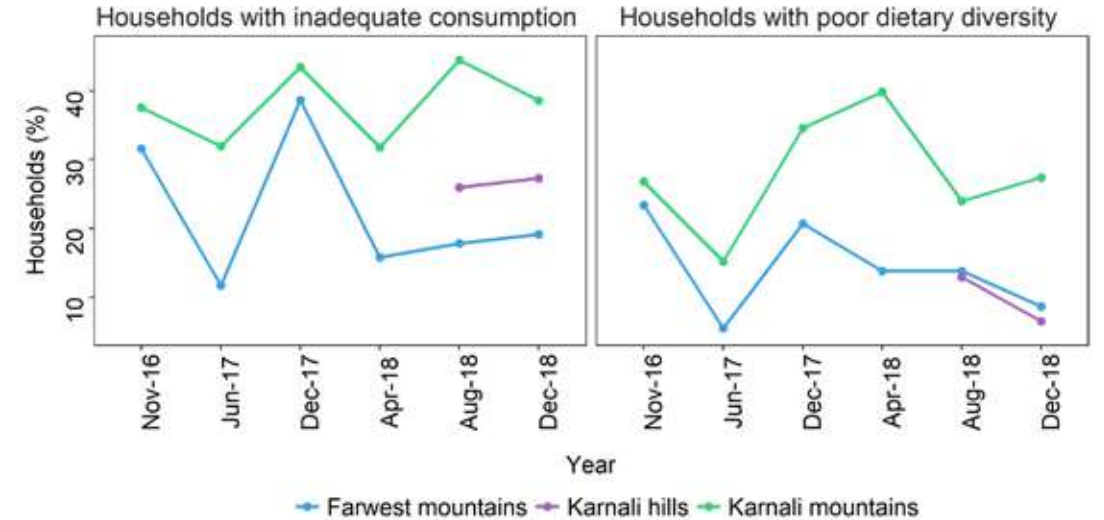 Households with inadequate consumption
Households with poor dietary diversity
Households (%)
40
30
20
10
Nov-16
Jun-17
Dec-17
Apr-18
Aug-18
Dec-18
Nov-16
Jun-17
Dec-17
Apr-18
Aug-18
Dec-18
Year
Farwest mountains Karnali hills Karnali mountains